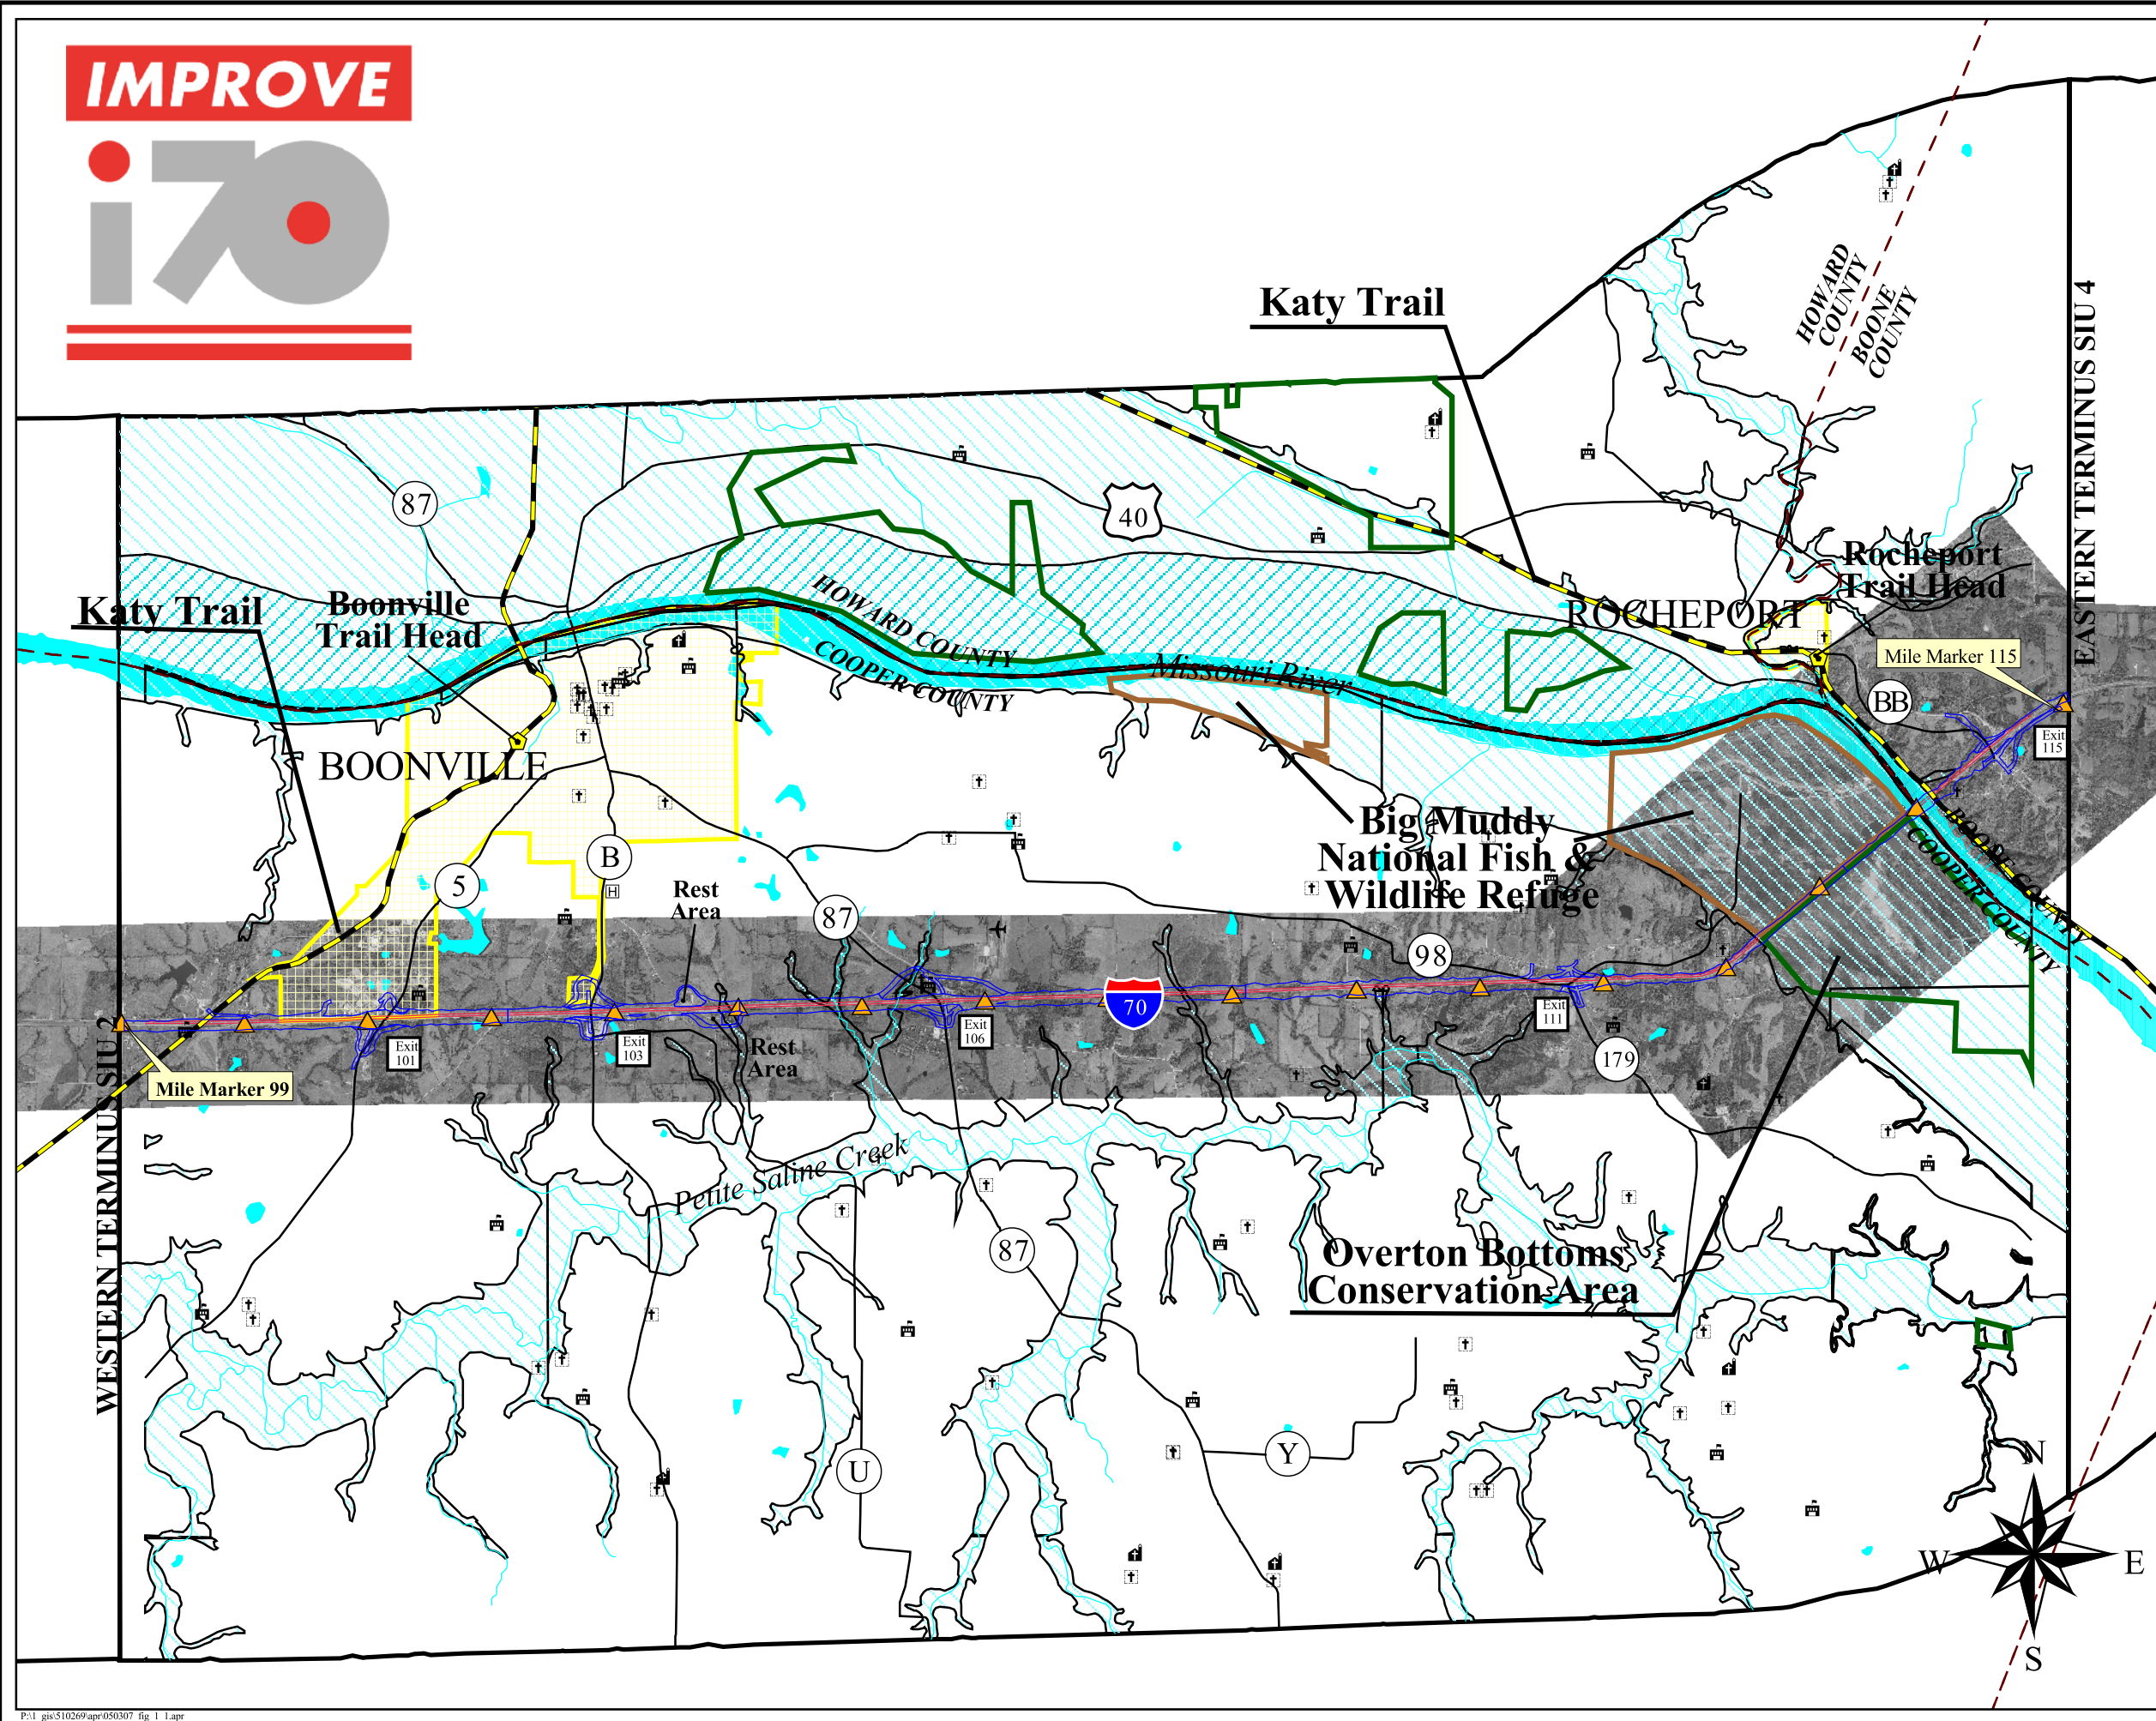 IMPROVE
i70
Katy Trail
HOWARD
COUNTY
BOONE
COUNTY
EASTERN TERMINUS SIU 4
87
40
Katy Trail
Boonville
Trail Head
Rocheport
Trail Head
ROCHEPORT
HOWARD COUNTY
COOPER COUNTY
Missouri River
Mile Marker 115
BB
Exit
115
BOONVILLE
Big Muddy
National Fish &
Wildlife Refuge
BOONE COUNTY
COOPER COUNTY
5
B
H
Rest
Area
87
98
70
Exit
101
Exit
103
Exit
106
Exit
111
Rest
Area
179
Mile Marker 99
WESTERN TERMINUS SIU 2
Petite Saline Creek
87
Overton Bottoms
Conservation Area
U
Y
N
W
E
S
P:\1_gis\510269\apr\050307_fig_1_1.apr